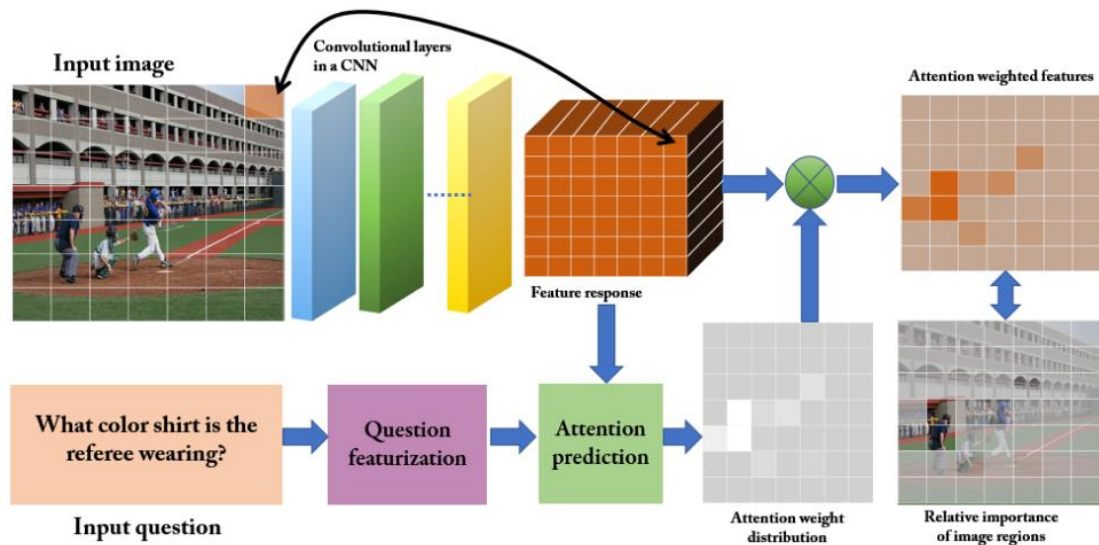 Input image
Convolutional layers
in a CNN
Attention weighted features
Feature response
What color shirt is the
referee wearing?
Question
featurization
Attention
prediction
Input question
Attention weight
distribution
Relative importance
of image regions